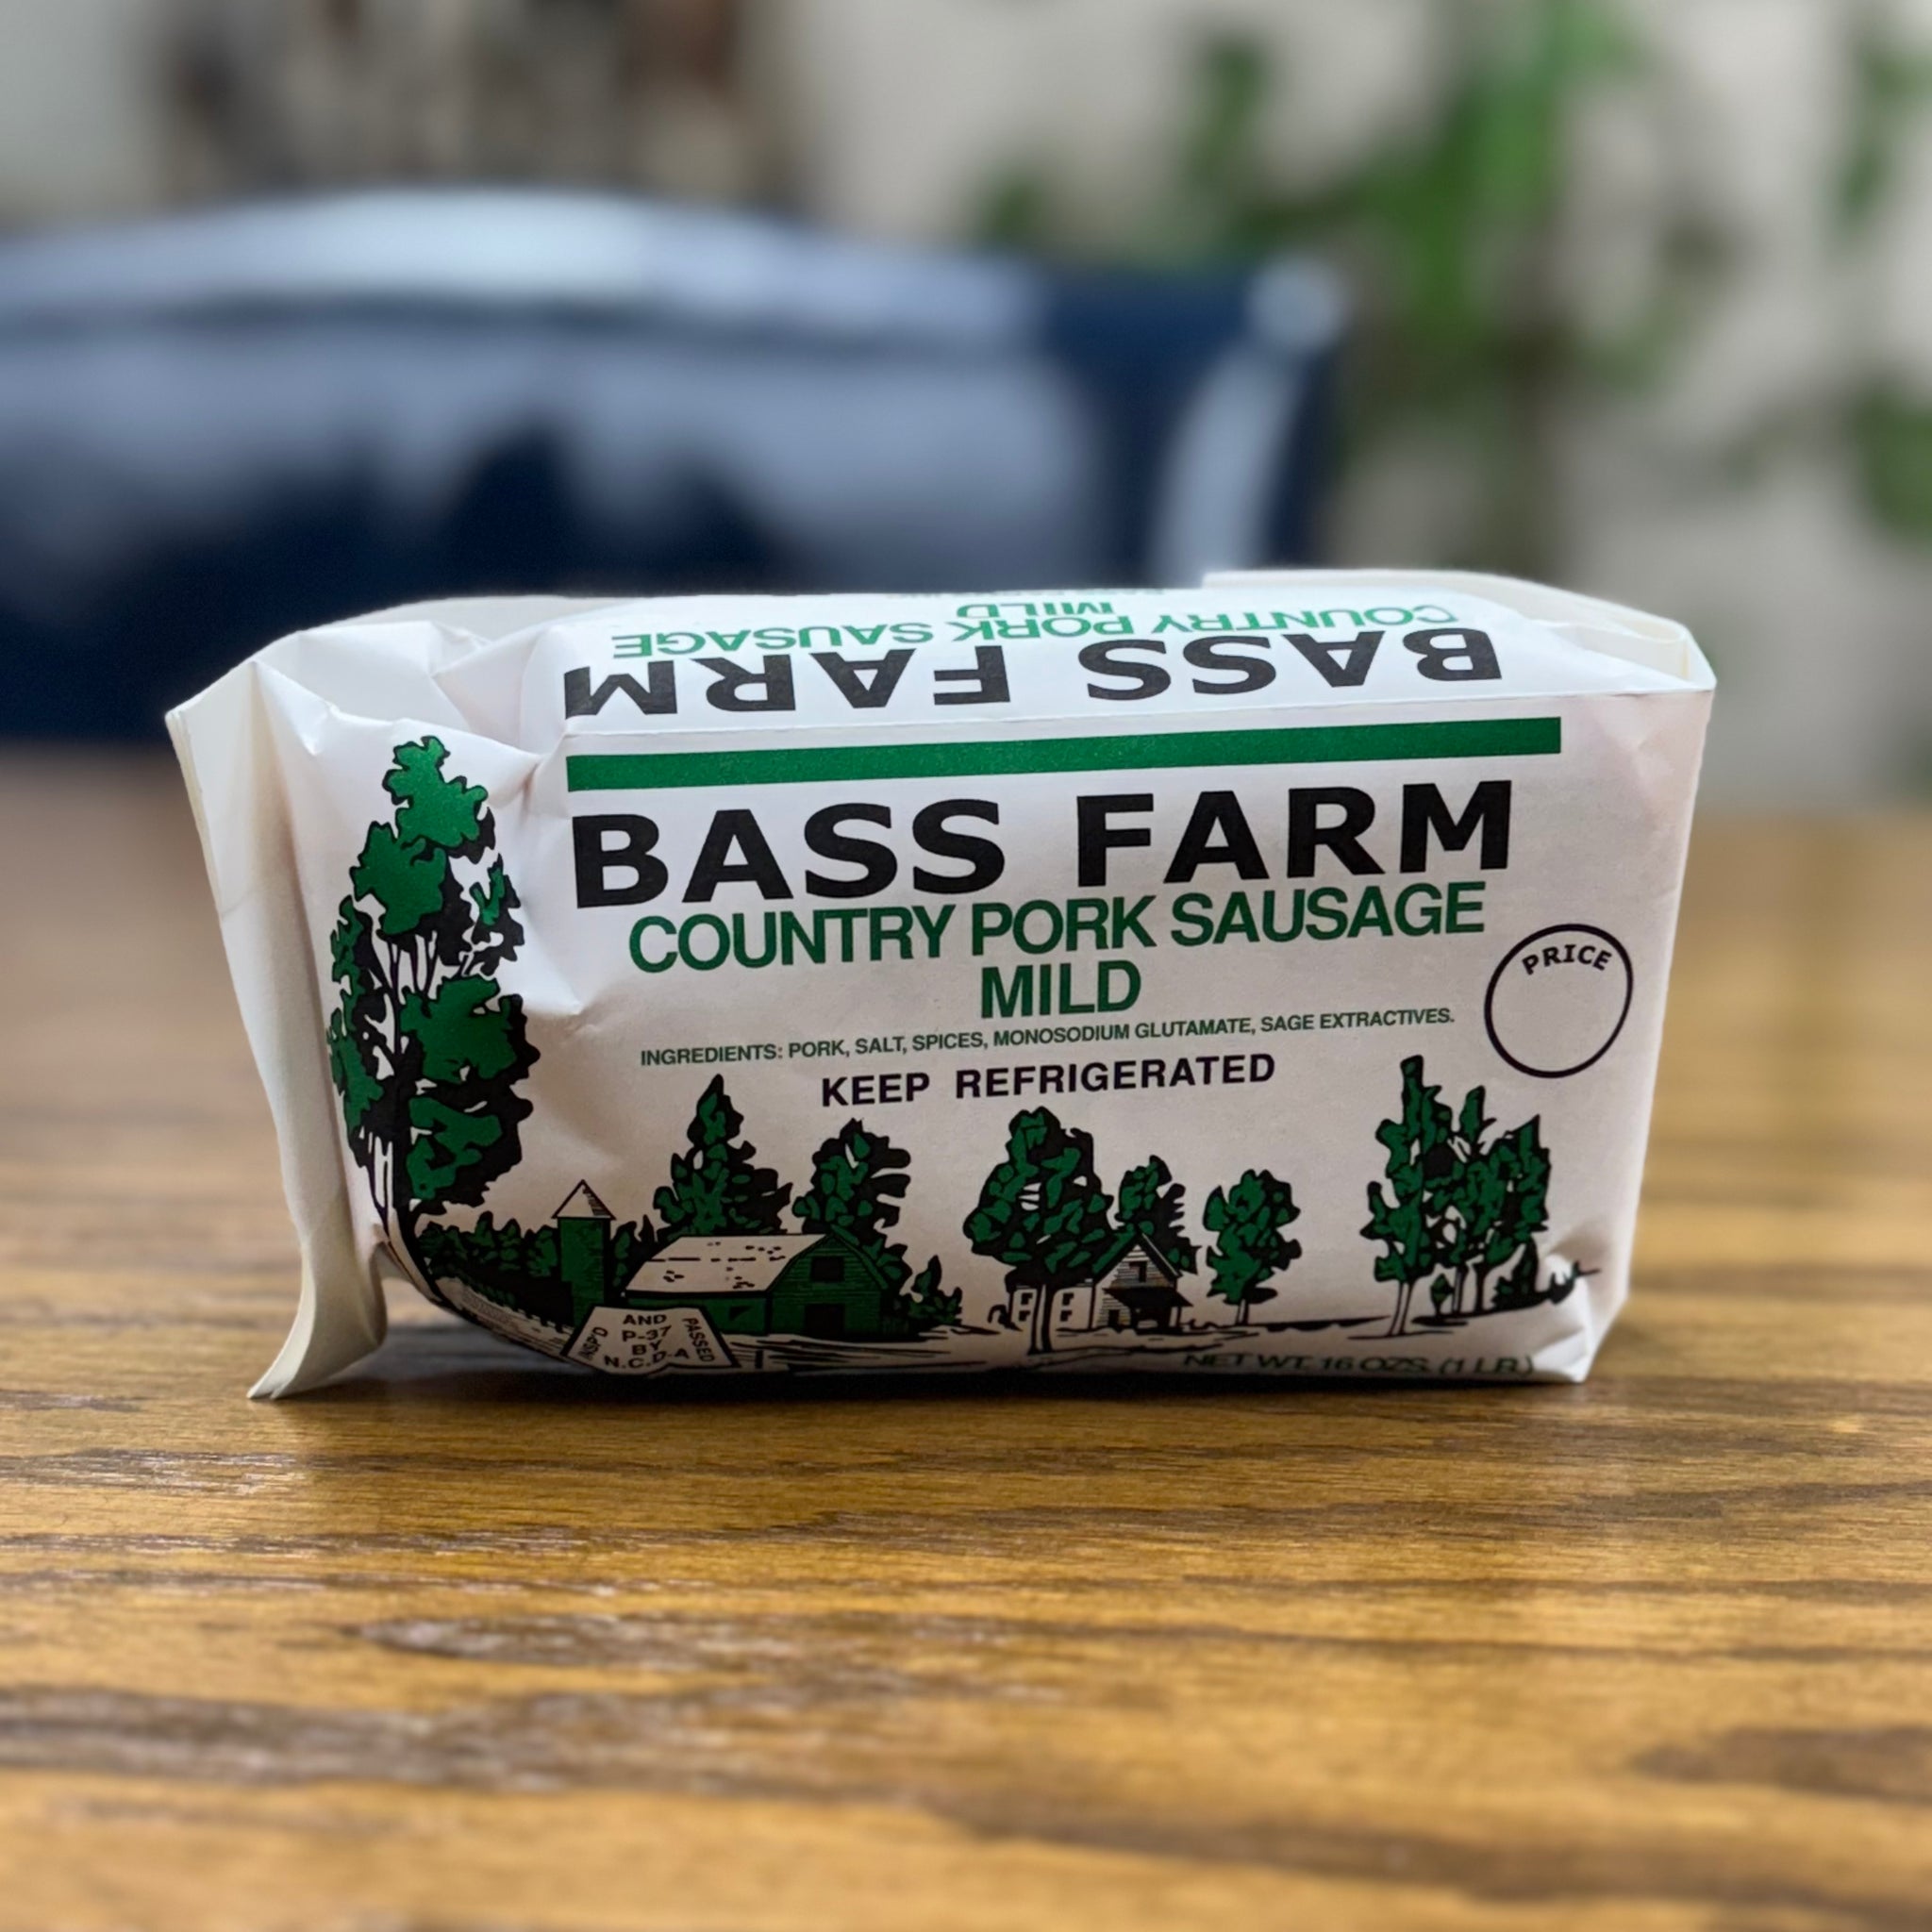 COUNTRY PORK SAUSAGE
MILD
BASS FARM
BASS FARM
COUNTRY PORK SAUSAGE
MILD
INGREDIENTS: PORK, SALT, SPICES, MONOSODIUM GLUTAMATE, SAGE EXTRACTIVES.
KEEP REFRIGERATED
PRICE
INSP'D AND PASSED
P-37
BY
N.C.D.A
NET WT. 16 OZS. (1 LB.)